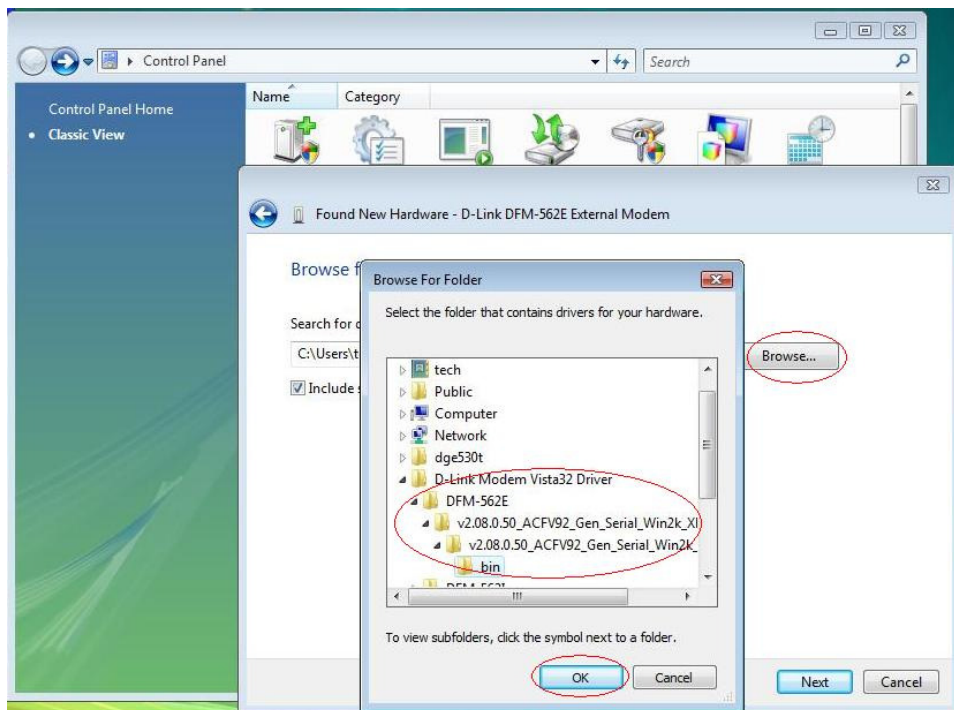 Control Panel
Search
Control Panel Home
Classic View
Name Category
Found New Hardware - D-Link DFM-562E External Modem
Browse f
Search for
C:\Users\t
Include
Browse For Folder
Select the folder that contains drivers for your hardware.
tech
Public
Computer
Network
dge530t
D-Link Modem Vista32 Driver
DFM-562E
v2.08.0.50_ACFV92_Gen_Serial_Win2k_XI
v2.08.0.50_ACFV92_Gen_Serial_Win2k_
bin
To view subfolders, click the symbol next to a folder.
OK Cancel
Browse...
Next Cancel